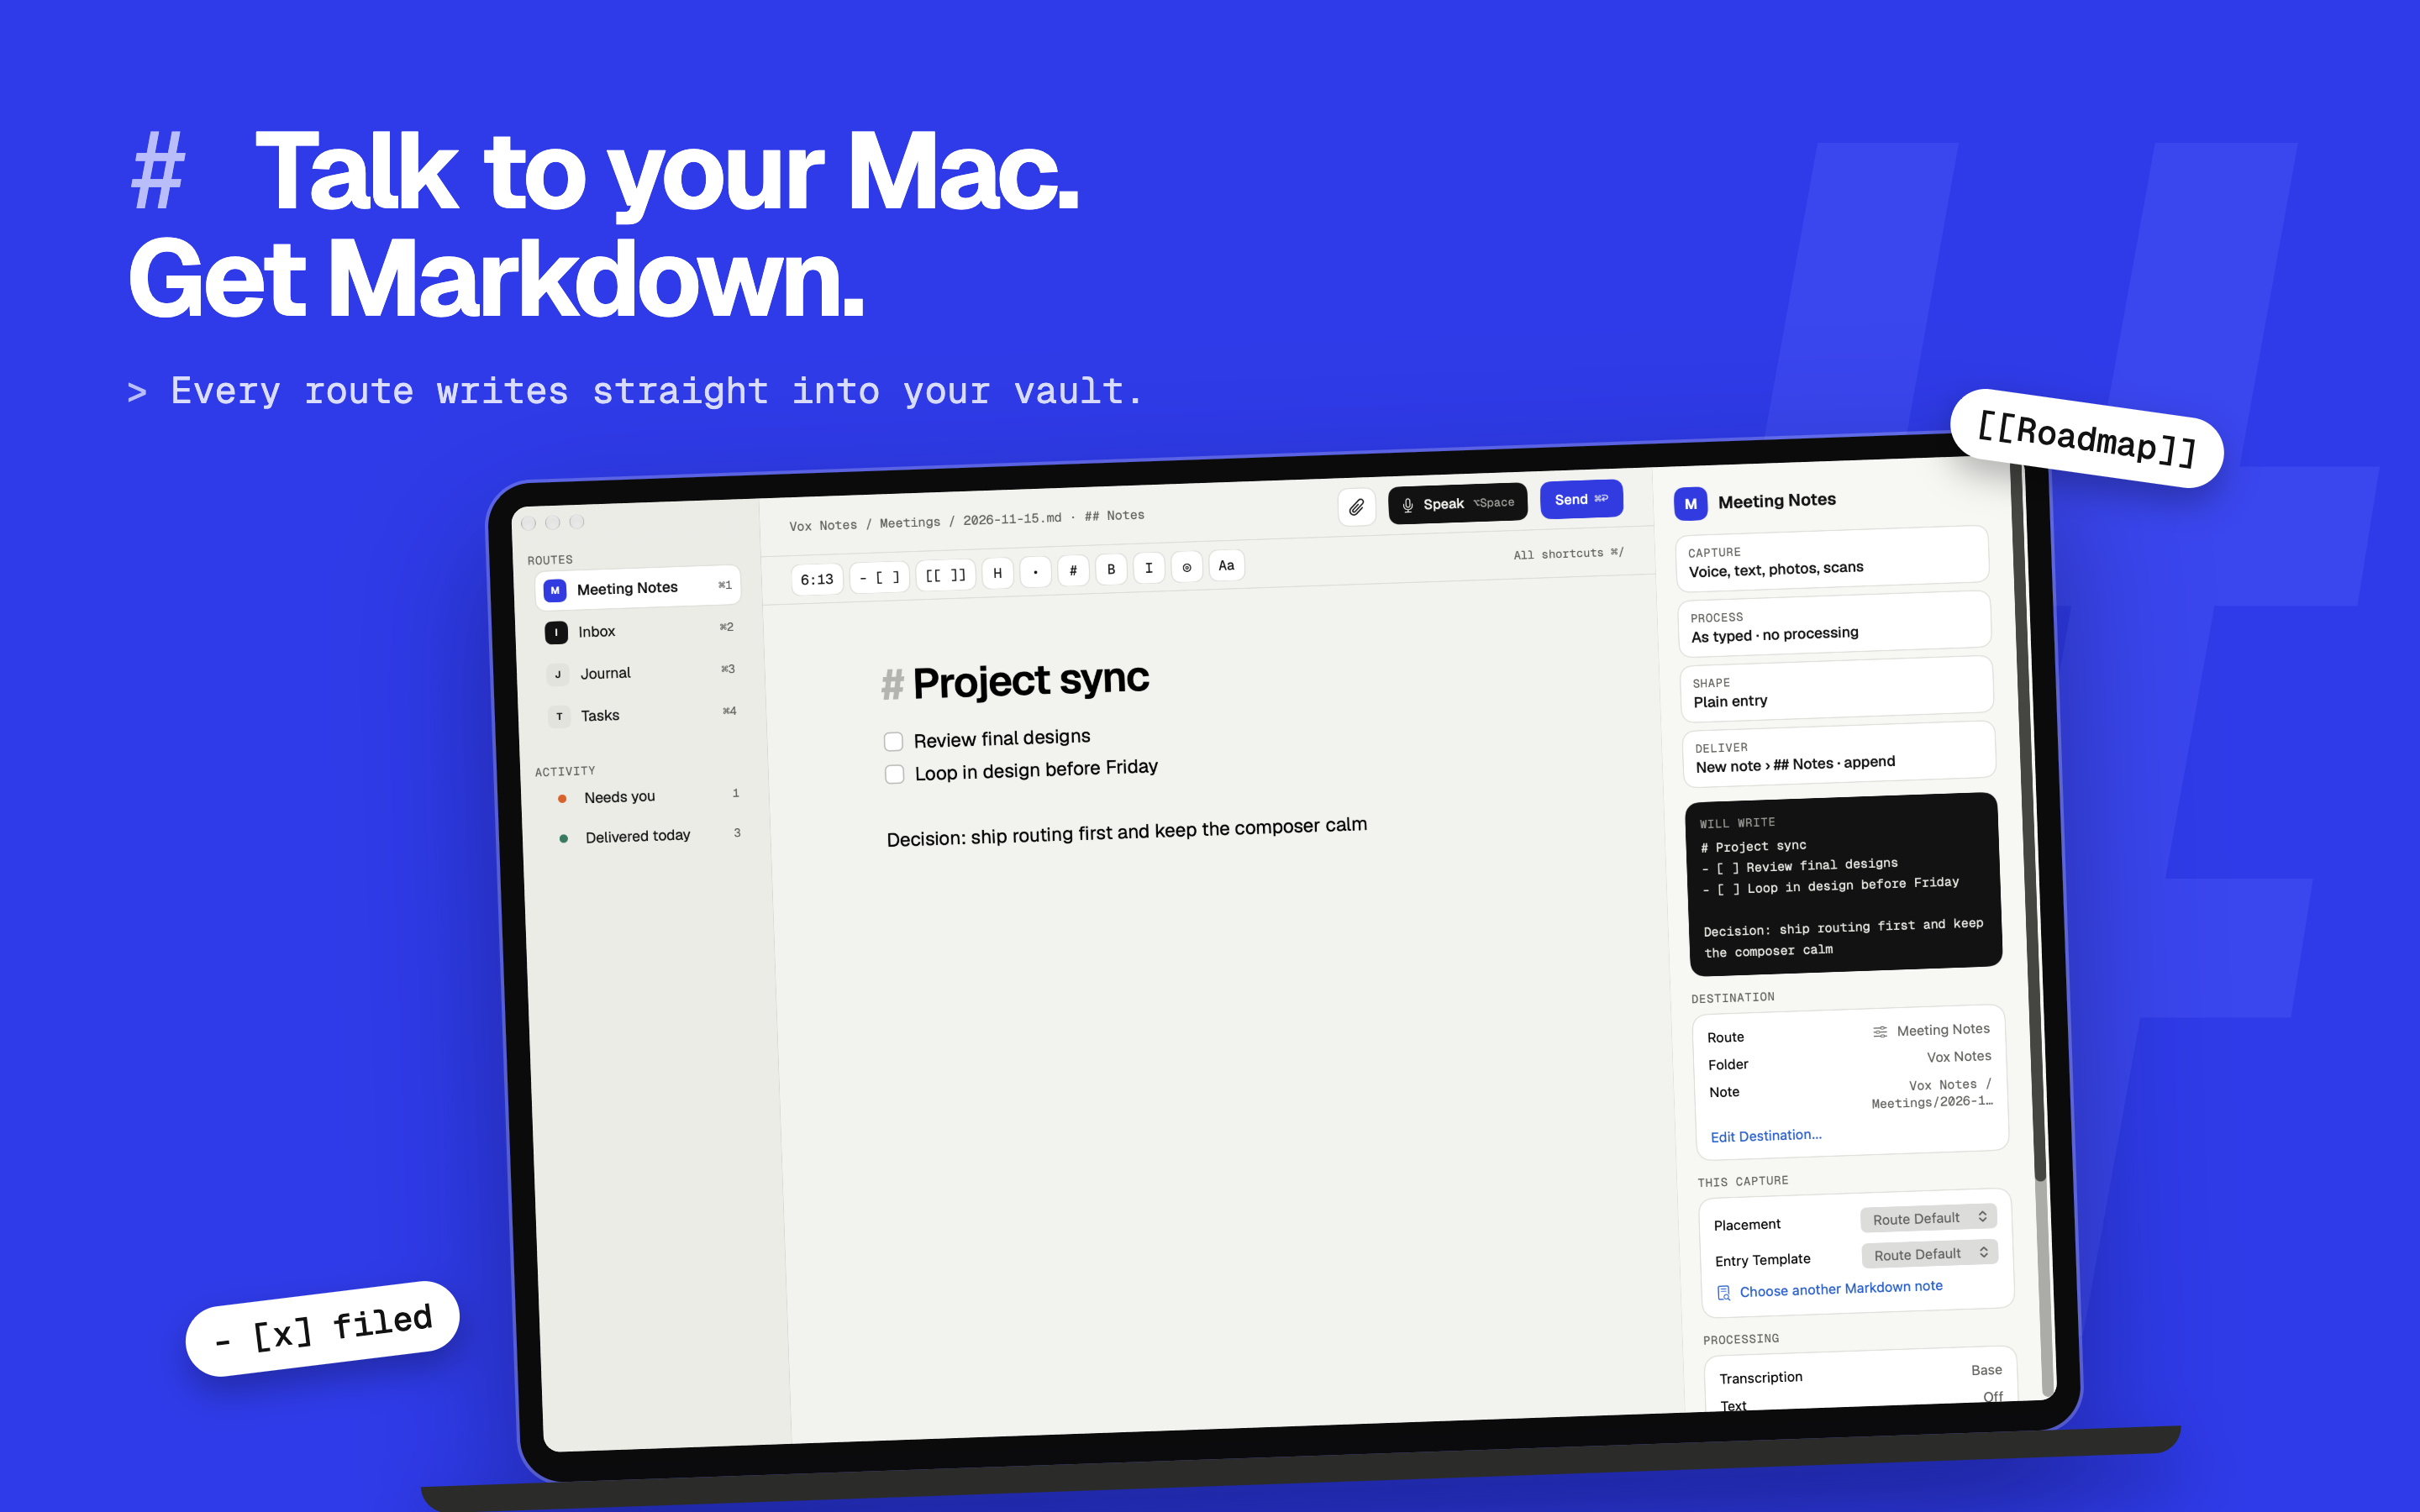 # Talk to your Mac.
Get Markdown.
> Every route writes straight into your vault.
[[Roadmap]]
ROUTES
M Meeting Notes ⌘1
I Inbox ⌘2
J Journal ⌘3
T Tasks ⌘4
ACTIVITY
Needs you 1
Delivered today 3
Vox Notes / Meetings / 2026-11-15.md · ## Notes
Speak ⌥Space
Send ⌘↩
6:13 - [ ] [[ ]] H • # B I ◎ Aa
All shortcuts ⌘/
# Project sync
Review final designs
Loop in design before Friday
Decision: ship routing first and keep the composer calm
M Meeting Notes
CAPTURE
Voice, text, photos, scans
PROCESS
As typed · no processing
SHAPE
Plain entry
DELIVER
New note › ## Notes · append
WILL WRITE
# Project sync
- [ ] Review final designs
- [ ] Loop in design before Friday
Decision: ship routing first and keep
the composer calm
DESTINATION
Route Meeting Notes
Folder Vox Notes
Note Vox Notes /
Meetings/2026-1…
Edit Destination...
THIS CAPTURE
Placement Route Default
Entry Template Route Default
Choose another Markdown note
PROCESSING
Transcription Base
Text Off
- [x] filed